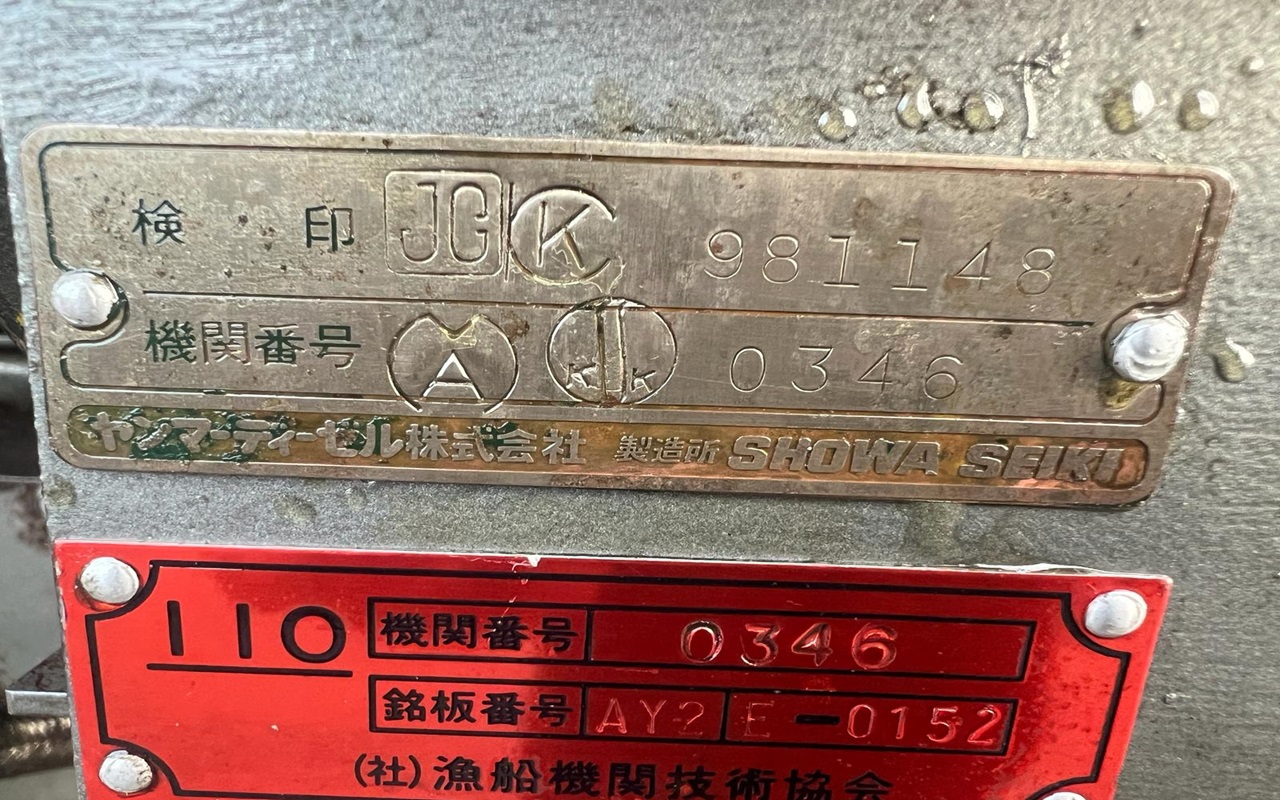 検 印 JG K 981148
機関番号 A K K 0346
ヤンマーディーゼル株式会社 製造所 SHOWA SEIKI
110 機関番号 0346
銘板番号 AY2 E-0152
(社)漁船機関技術協会